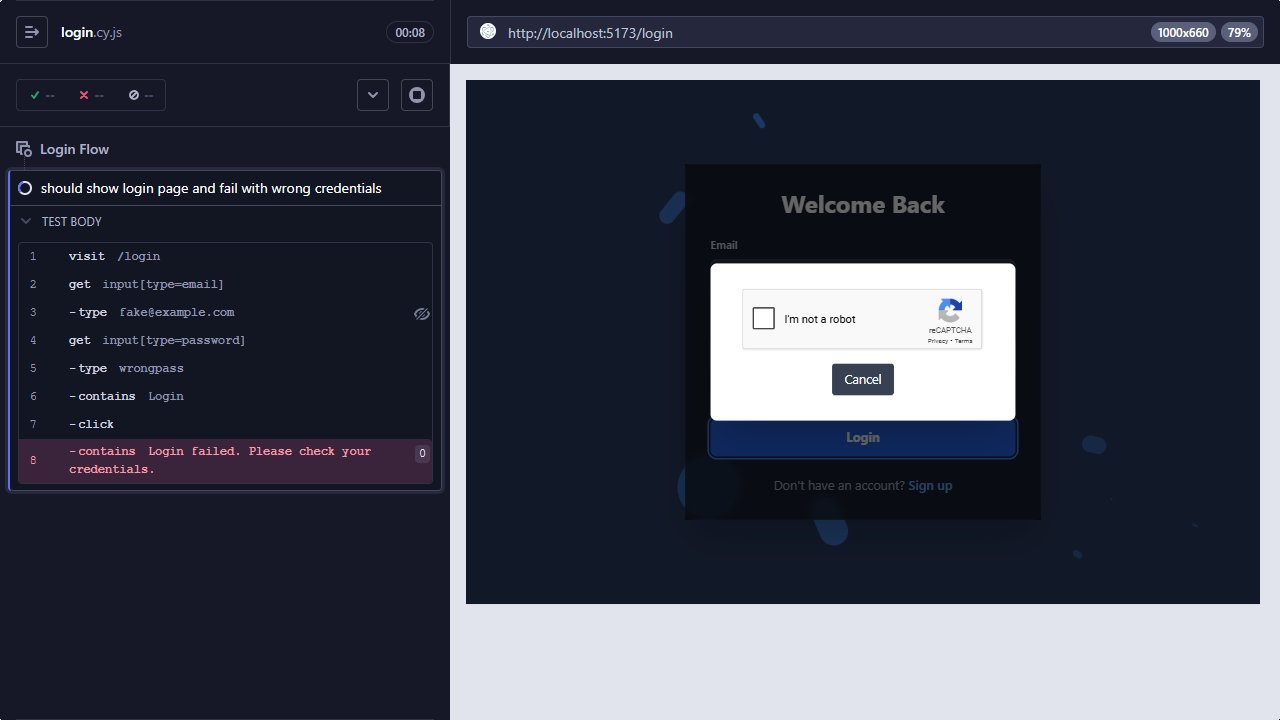 login.cy.js
00:08
http://localhost:5173/login
1000x660
79%
--
--
--
Login Flow
should show login page and fail with wrong credentials
TEST BODY
1 visit /login
2 get input[type=email]
3 -type fake@example.com
4 get input[type=password]
5 -type wrongpass
6 -contains Login
7 -click
8 -contains Login failed. Please check your
credentials.
0
Welcome Back
Email
I'm not a robot
reCAPTCHA
Privacy - Terms
Cancel
Login
Don't have an account? Sign up